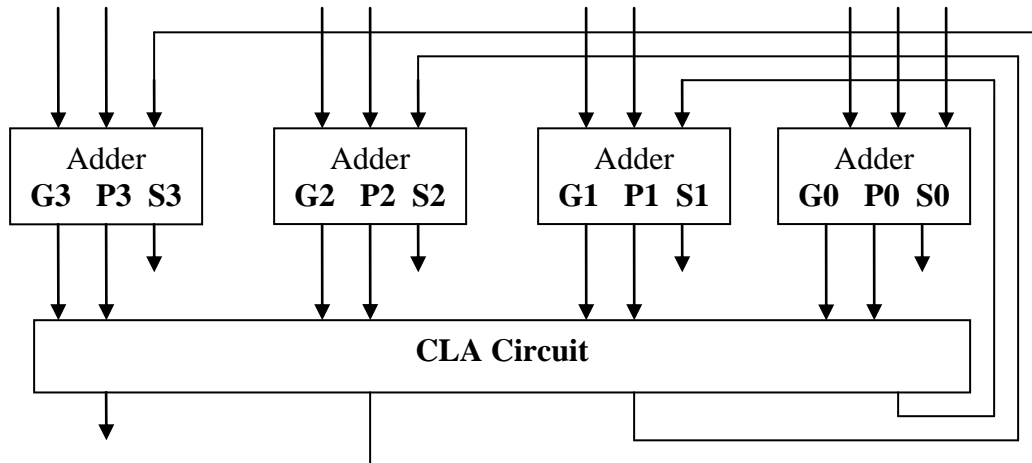 Adder
G3 P3 S3
Adder
G2 P2 S2
Adder
G1 P1 S1
Adder
G0 P0 S0
CLA Circuit